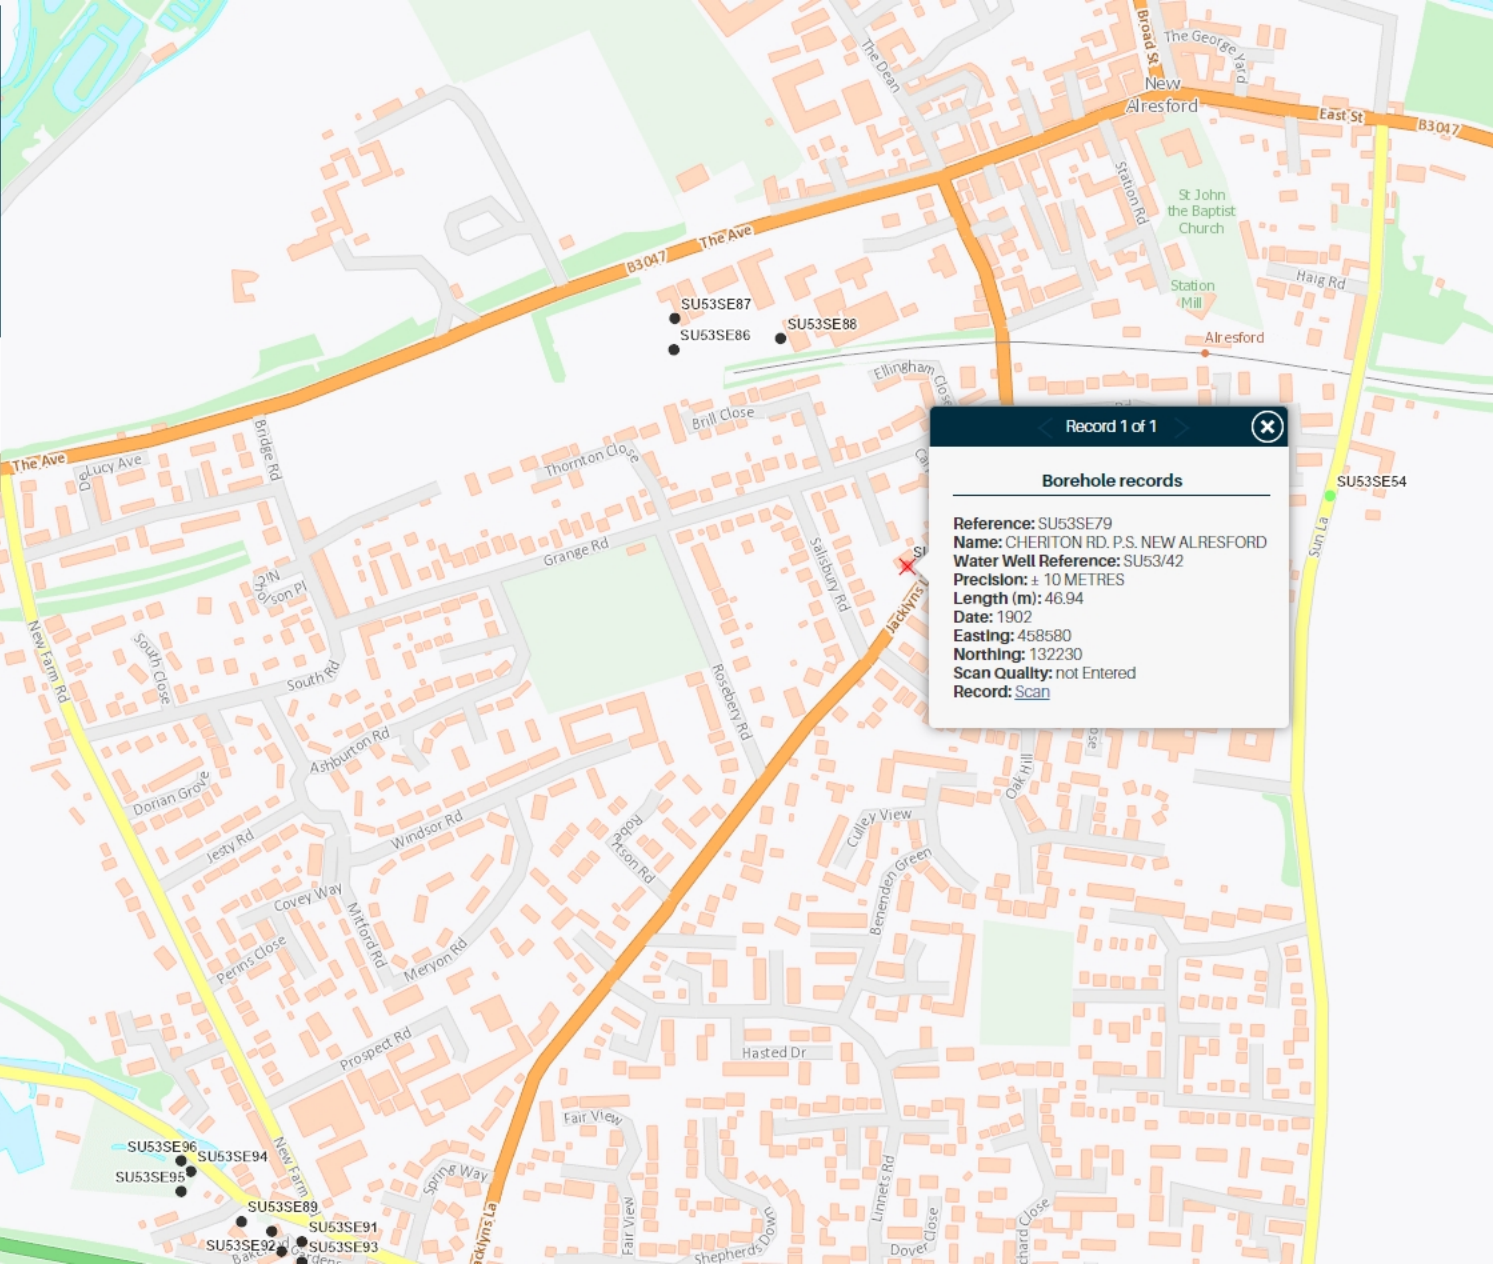 Broad St
The George Yard
The Dean
New
Alresford
East St
B3047
Station Rd
St John
the Baptist
Church
The Ave
B3047
Haig Rd
Station
Mill
SU53SE87
SU53SE88
SU53SE86
Alresford
Ellingham Close
Brill Close
Bridge Rd
The Ave
Lucy Ave
Thornton Close
Record 1 of 1
Borehole records
Reference: SU53SE79
Name: CHERITON RD. P.S. NEW ALRESFORD
Water Well Reference: SU53/42
Precision: ± 10 METRES
Length (m): 46.94
Date: 1902
Easting: 458580
Northing: 132230
Scan Quality: not Entered
Record: Scan
SU53SE54
Sun La
Grange Rd
Salisbury Rd
Jacklyns
Nicholson Pl
New Farm Rd
South Close
South Rd
Rosebery Rd
Ashburton Rd
Dorian Grove
Oak Hill
Windsor Rd
Culley View
Robertson Rd
Jesty Rd
Benenden Green
Covey Way
Mitford Rd
Perins Close
Meryon Rd
Prospect Rd
Hasted Dr
Fair View
SU53SE96
SU53SE94
SU53SE95
New Farm
Spring Way
Linnets Rd
SU53SE89
SU53SE91
SU53SE92
SU53SE93
Jacklyns La
Fair View
Shepherds Down
Dover Close